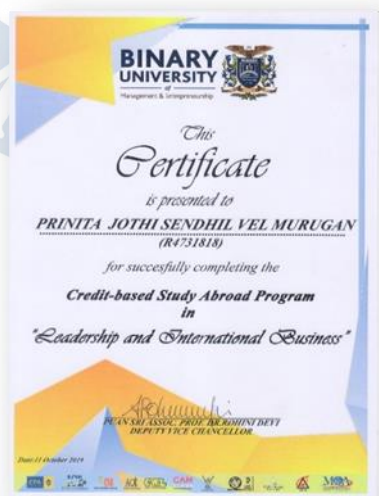 BINARY
UNIVERSITY
of
Management & Entrepreneurship
This
Certificate
is presented to
PRINITA JOTHI SENDHIL VEL MURUGAN
(R4731818)
for succesfully completing the
Credit-based Study Abroad Program
in
"Leadership and International Business"
PUAN SRI ASSOC. PROF. DR.ROHINI DEVI
DEPUTY VICE CHANCELLOR
Date:11 October 2019